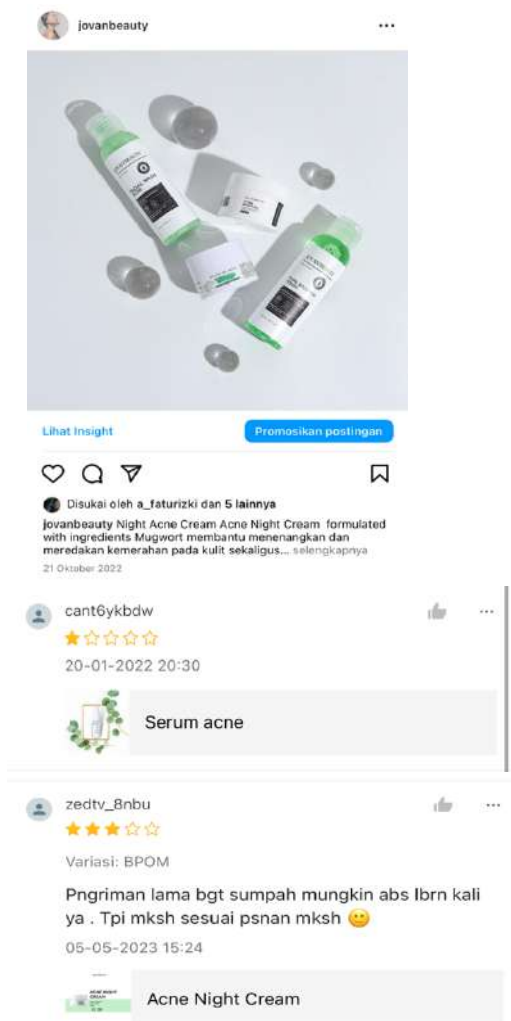 jovanbeauty
Lihat Insight
Promosikan postingan
Disukai oleh a_faturizki dan 5 lainnya
jovanbeauty Night Acne Cream Acne Night Cream formulated
with ingredients Mugwort membantu menenangkan dan
meredakan kemerahan pada kulit sekaligus... selengkapnya
21 Oktober 2022
cant6ykbdw
20-01-2022 20:30
Serum acne
zedtv_8nbu
Variasi: BPOM
Pngriman lama bgt sumpah mungkin abs lbrn kali
ya . Tpi mksh sesuai psnan mksh 🙂
05-05-2023 15:24
ACNE NIGHT
CREAM
Acne Night Cream